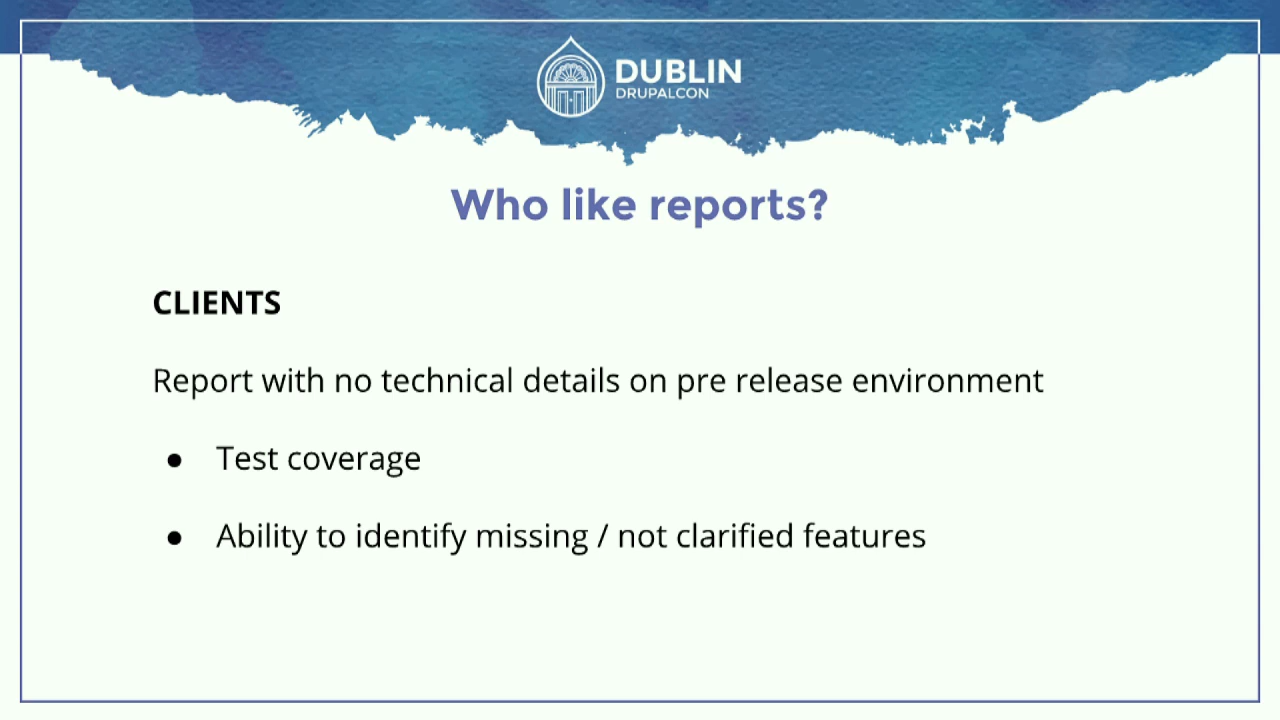 DUBLIN
DRUPALCON
Who like reports?
CLIENTS
Report with no technical details on pre release environment
● Test coverage
● Ability to identify missing / not clarified features